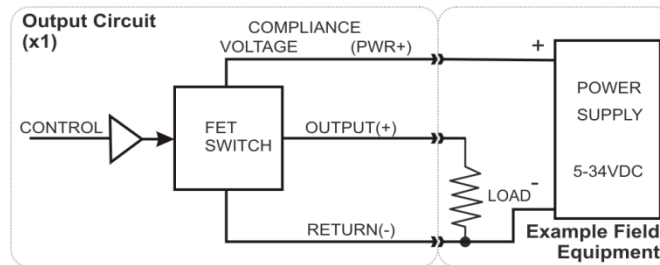 Output Circuit
(x1)
COMPLIANCE
VOLTAGE (PWR+)
+
CONTROL
FET
SWITCH
OUTPUT(+)
POWER
SUPPLY
5-34VDC
LOAD
-
RETURN(-)
Example Field
Equipment